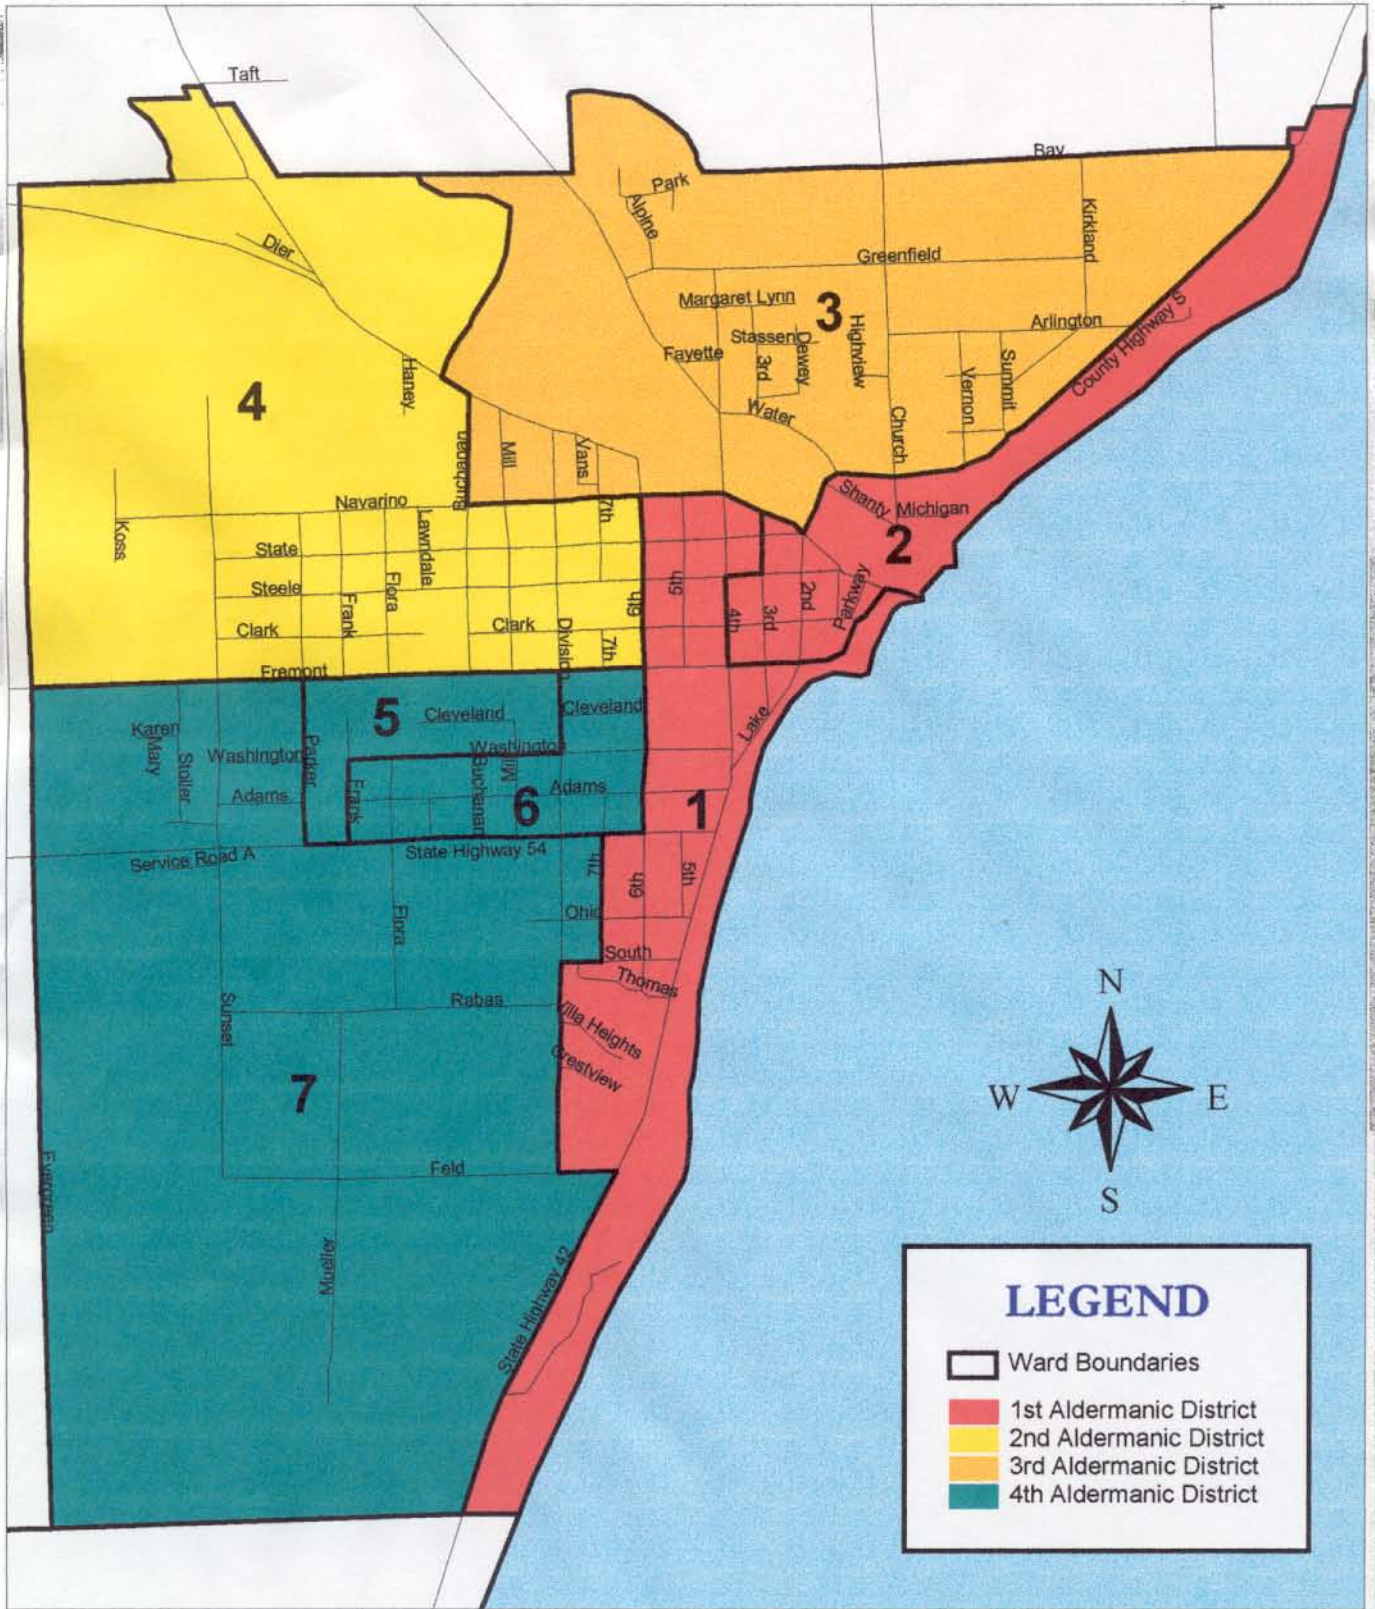 Taft
Bay
Park
Alpine
Kirkland
Dier
Greenfield
Margaret Lynn
3
Highview
Arlington
County Highway S
Stassen
Dewey
Fayette
3rd
Summit
Vernon
Haney
4
Water
Church
Buchanan
Mill
Vans
Navarino
7th
Shanty
Michigan
Koss
Lawndale
2
State
Steele
Flora
Frank
6th
5th
2nd
Parkway
4th
3rd
Clark
Clark
Division
7th
Fremont
5
Cleveland
Cleveland
Lake
Karen
Mary
Stoller
Washington
Parker
Washington
Adams
Frank
Buchanan
Mill
6
Adams
1
Service Road A
State Highway 54
7th
6th
5th
Flora
Ohio
South
Thomas
Sunset
Rabas
Villa Heights
Crestview
7
Feld
Evergreen
Mueller
State Highway 42
N
W
E
S
LEGEND
Ward Boundaries
1st Aldermanic District
2nd Aldermanic District
3rd Aldermanic District
4th Aldermanic District